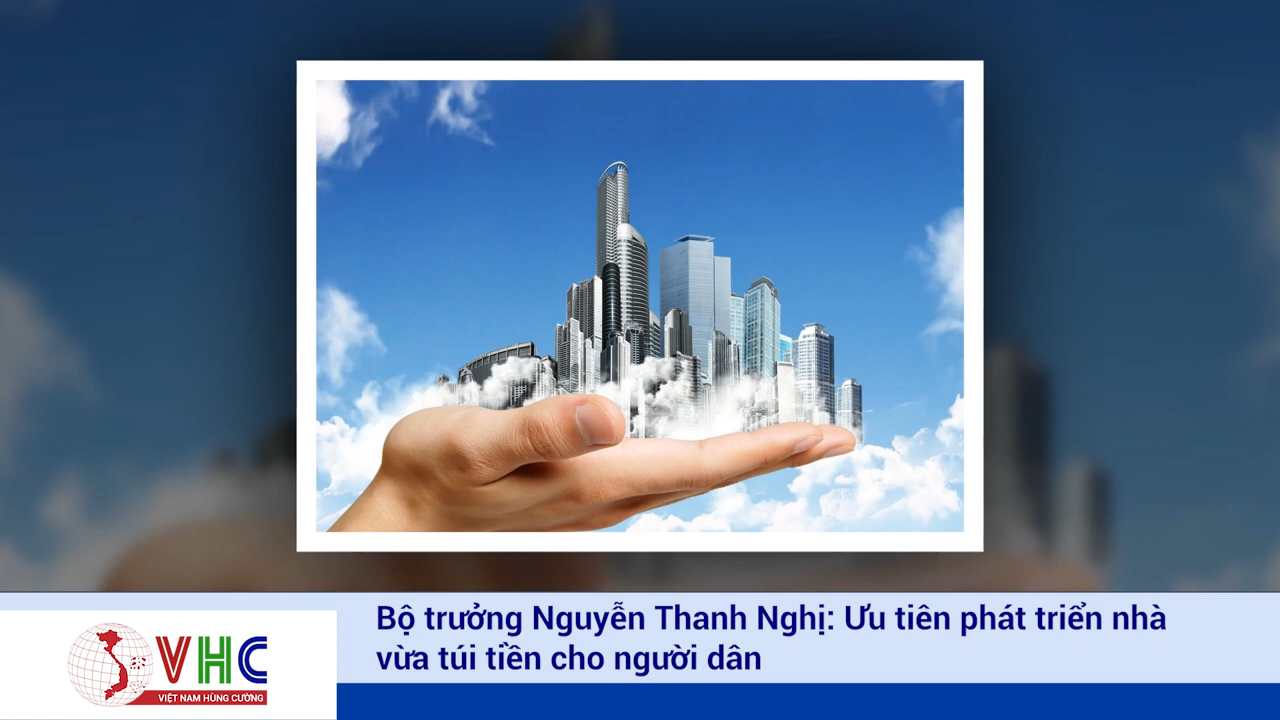 Bộ trưởng Nguyễn Thanh Nghị: Ưu tiên phát triển nhà
vừa túi tiền cho người dân
VHC
VIỆT NAM HÙNG CƯỜNG